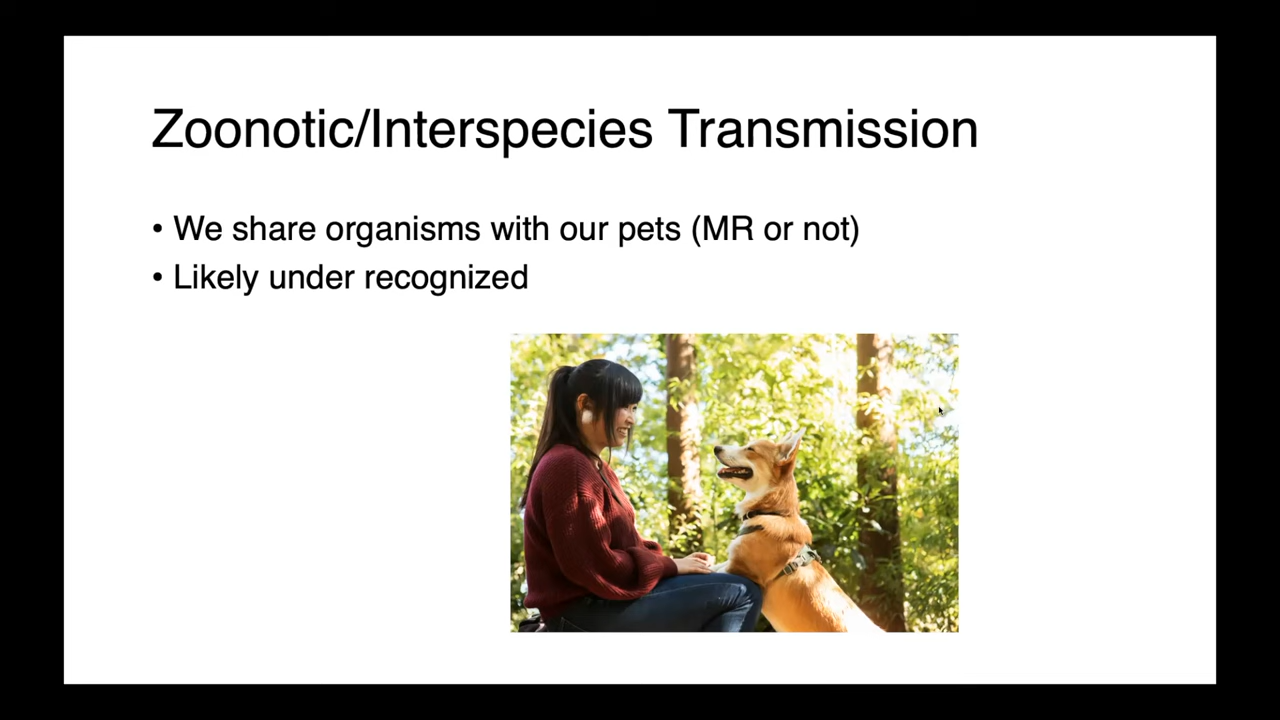 Zoonotic/Interspecies Transmission
• We share organisms with our pets (MR or not)
• Likely under recognized